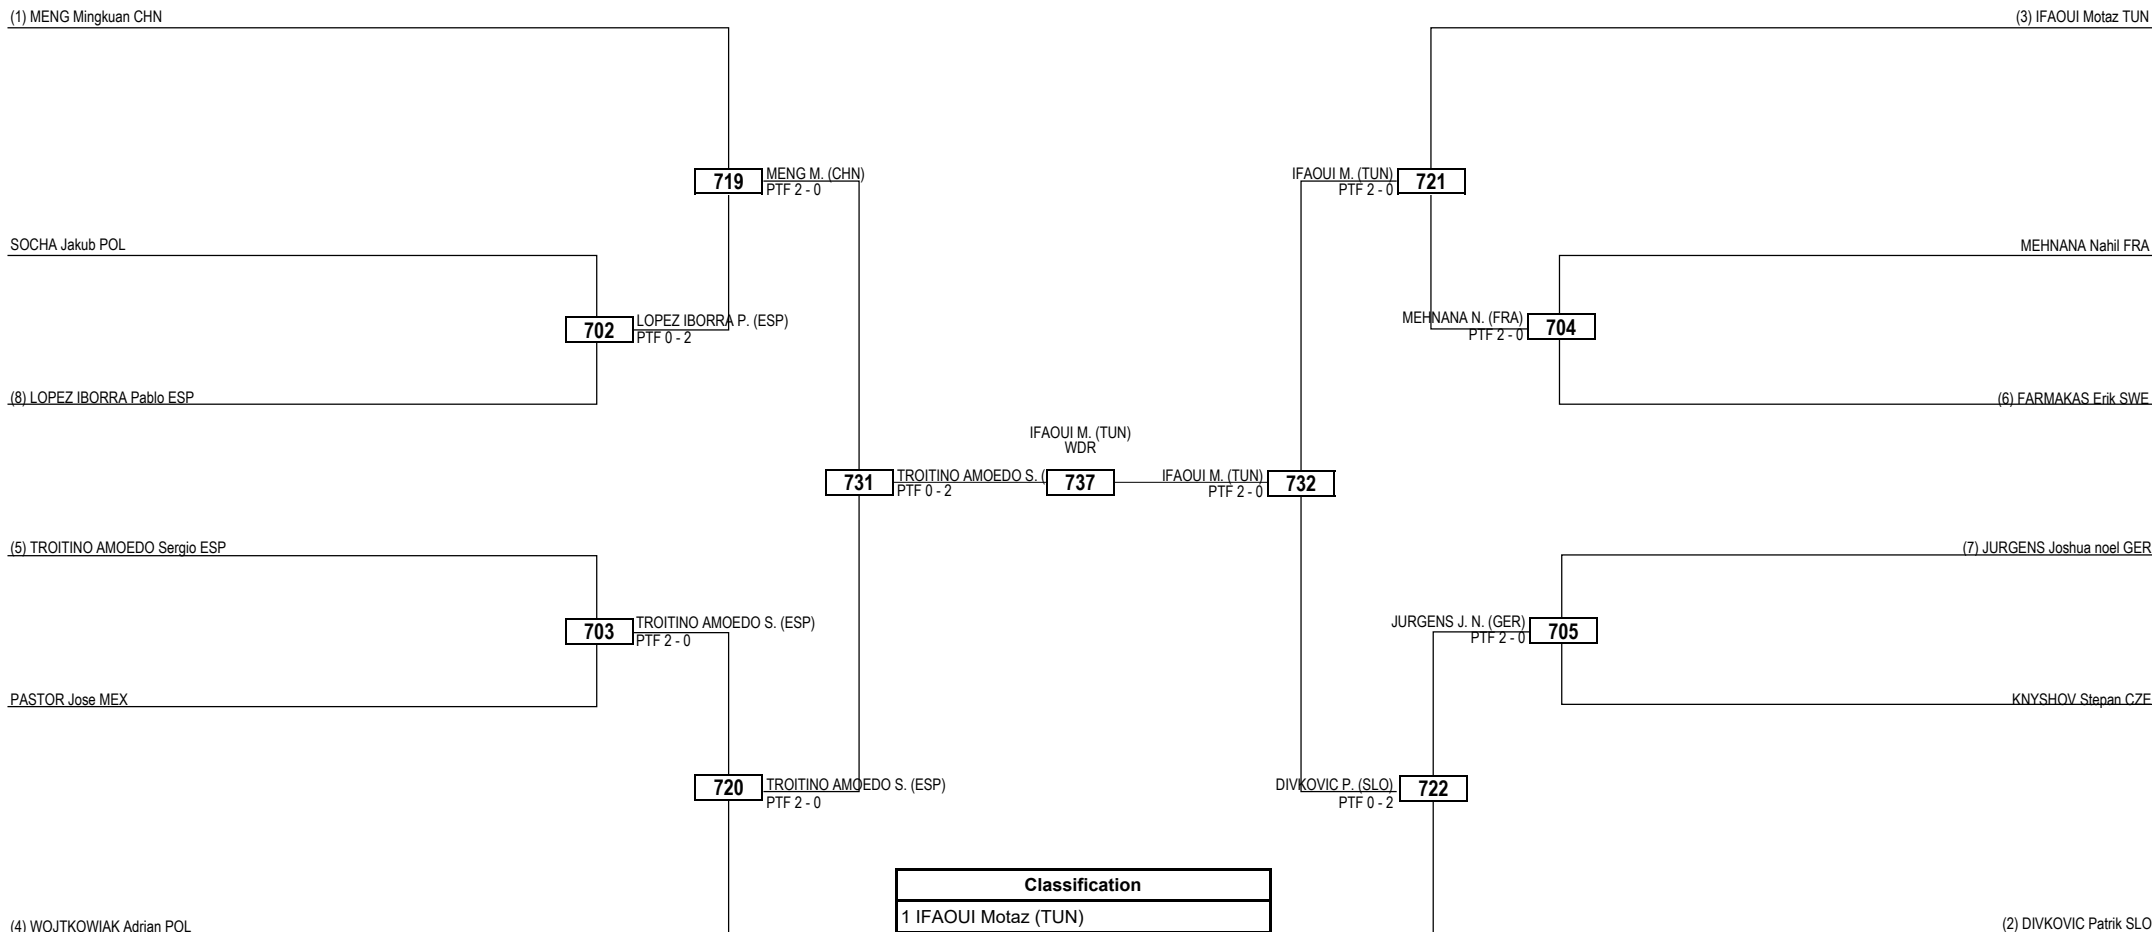 (1) MENG Mingkuan CHN
(3) IFAOUI Motaz TUN
719
MENG M. (CHN)
PTF 2 - 0
IFAOUI M. (TUN)
PTF 2 - 0
721
SOCHA Jakub POL
MEHNANA Nahil FRA
702
LOPEZ IBORRA P. (ESP)
PTF 0 - 2
MEHNANA N. (FRA)
PTF 2 - 0
704
(8) LOPEZ IBORRA Pablo ESP
(6) FARMAKAS Erik SWE
IFAOUI M. (TUN)
WDR
731
TROITINO AMOEDO S. (
PTF 0 - 2
737
IFAOUI M. (TUN)
PTF 2 - 0
732
(5) TROITINO AMOEDO Sergio ESP
(7) JURGENS Joshua noel GER
703
TROITINO AMOEDO S. (ESP)
PTF 2 - 0
JURGENS J. N. (GER)
PTF 2 - 0
705
PASTOR Jose MEX
KNYSHOV Stepan CZE
720
TROITINO AMOEDO S. (ESP)
PTF 2 - 0
DIVKOVIC P. (SLO)
PTF 0 - 2
722
Classification
1 IFAOUI Motaz (TUN)
(4) WOJTKOWIAK Adrian POL
(2) DIVKOVIC Patrik SLO